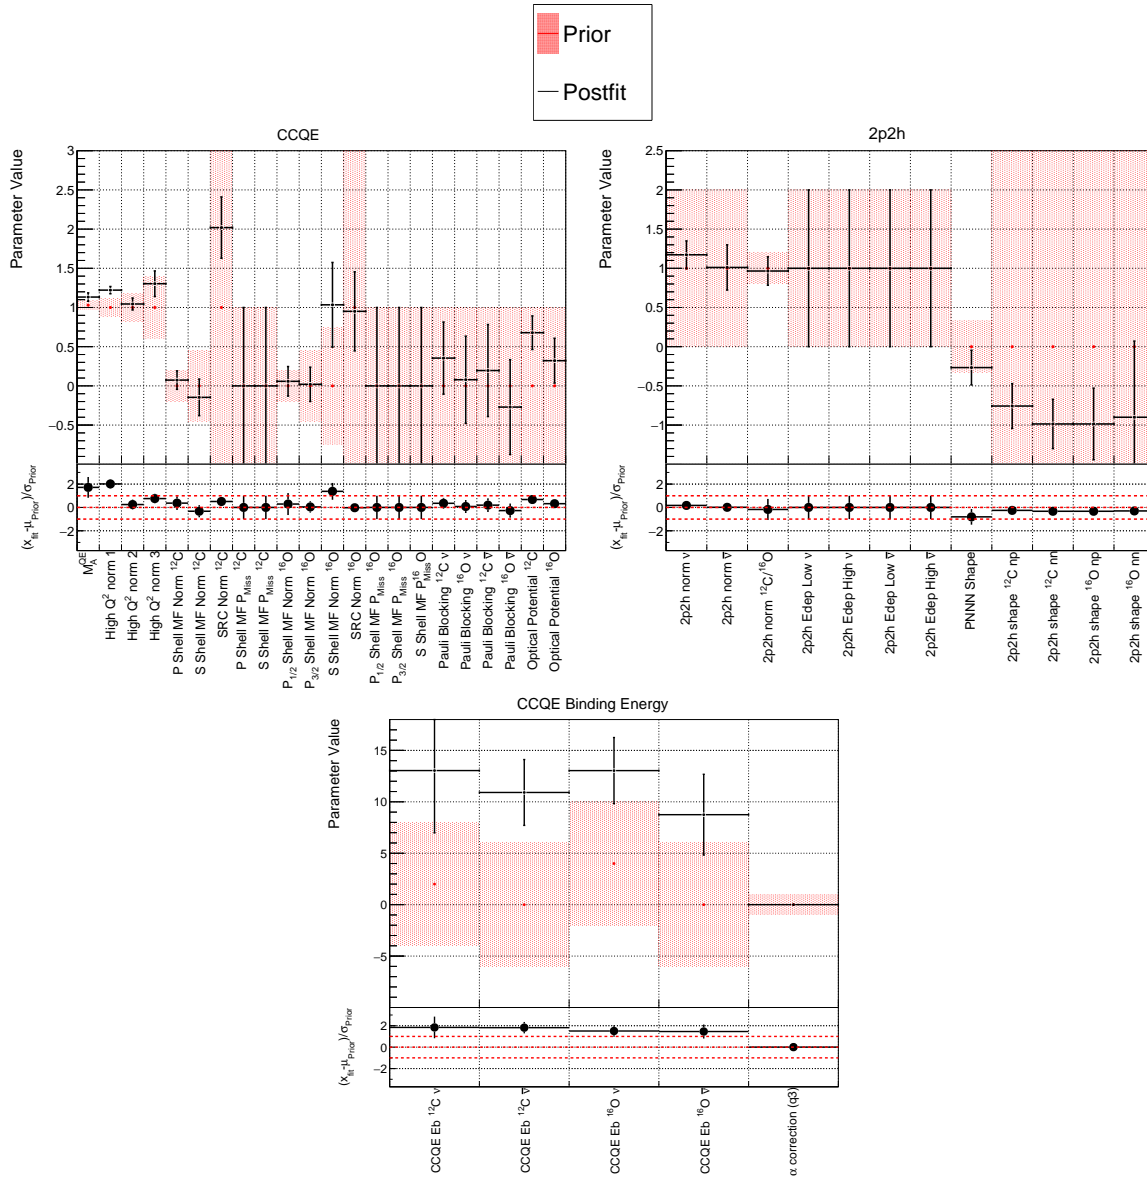 Prior
Postfit
CCQE
Parameter Value
3
2.5
2
1.5
1
0.5
0
−0.5
(x_fit-μ_Prior)/σ_Prior
2
0
−2
M_A^QE
High Q² norm 1
High Q² norm 2
High Q² norm 3
P Shell MF Norm ¹²C
S Shell MF Norm ¹²C
SRC Norm ¹²C
P Shell MF P_Miss ¹²C
S Shell MF P_Miss ¹²C
P_1/2 Shell MF Norm ¹⁶O
P_3/2 Shell MF Norm ¹⁶O
S Shell MF Norm ¹⁶O
SRC Norm ¹⁶O
P_1/2 Shell MF P_Miss ¹⁶O
P_3/2 Shell MF P_Miss ¹⁶O
S Shell MF P_Miss^16 O
Pauli Blocking ¹²C ν
Pauli Blocking ¹⁶O ν
Pauli Blocking ¹²C ν̄
Pauli Blocking ¹⁶O ν̄
Optical Potential ¹²C
Optical Potential ¹⁶O
2p2h
Parameter Value
2.5
2
1.5
1
0.5
0
−0.5
−1
(x_fit-μ_Prior)/σ_Prior
2
0
−2
2p2h norm ν
2p2h norm ν̄
2p2h norm ¹²C/¹⁶O
2p2h Edep Low ν
2p2h Edep High ν
2p2h Edep Low ν̄
2p2h Edep High ν̄
PNNN Shape
2p2h shape ¹²C np
2p2h shape ¹²C nn
2p2h shape ¹⁶O np
2p2h shape ¹⁶O nn
CCQE Binding Energy
Parameter Value
15
10
5
0
−5
(x_fit-μ_Prior)/σ_Prior
2
0
−2
CCQE Eb ¹²C ν
CCQE Eb ¹²C ν̄
CCQE Eb ¹⁶O ν
CCQE Eb ¹⁶O ν̄
α correction (q3)